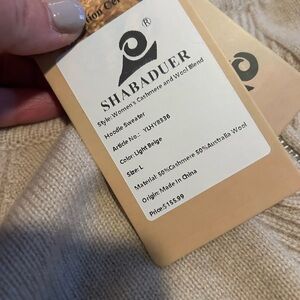 ®
SHABADUER
Style: Women's Cashmere and Wool Blend
Hoodie Sweater
Article No.:
Color: Light Beige
Size: L
Material: 50%Cashmere 50%Australia Wool
Origin: Made In China
Price:$155.99